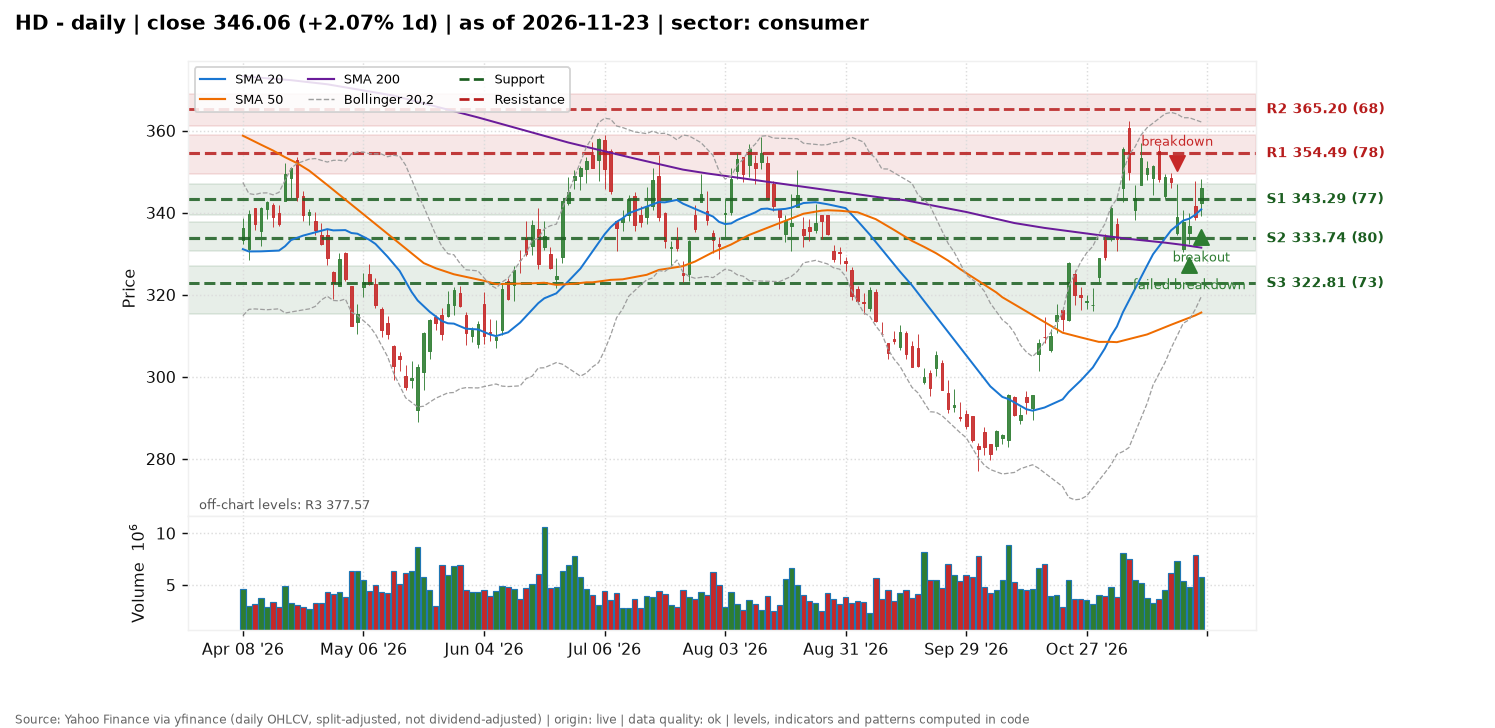 HD - daily | close 346.06 (+2.07% 1d) | as of 2026-11-23 | sector: consumer
SMA 20
SMA 50
SMA 200
Bollinger 20,2
Support
Resistance
R2 365.20 (68)
R1 354.49 (78)
S1 343.29 (77)
S2 333.74 (80)
S3 322.81 (73)
breakdown
breakout
failed breakdown
Price
360
340
320
300
280
off-chart levels: R3 377.57
Volume 10⁶
10
5
Apr 08 '26
May 06 '26
Jun 04 '26
Jul 06 '26
Aug 03 '26
Aug 31 '26
Sep 29 '26
Oct 27 '26
Source: Yahoo Finance via yfinance (daily OHLCV, split-adjusted, not dividend-adjusted) | origin: live | data quality: ok | levels, indicators and patterns computed in code